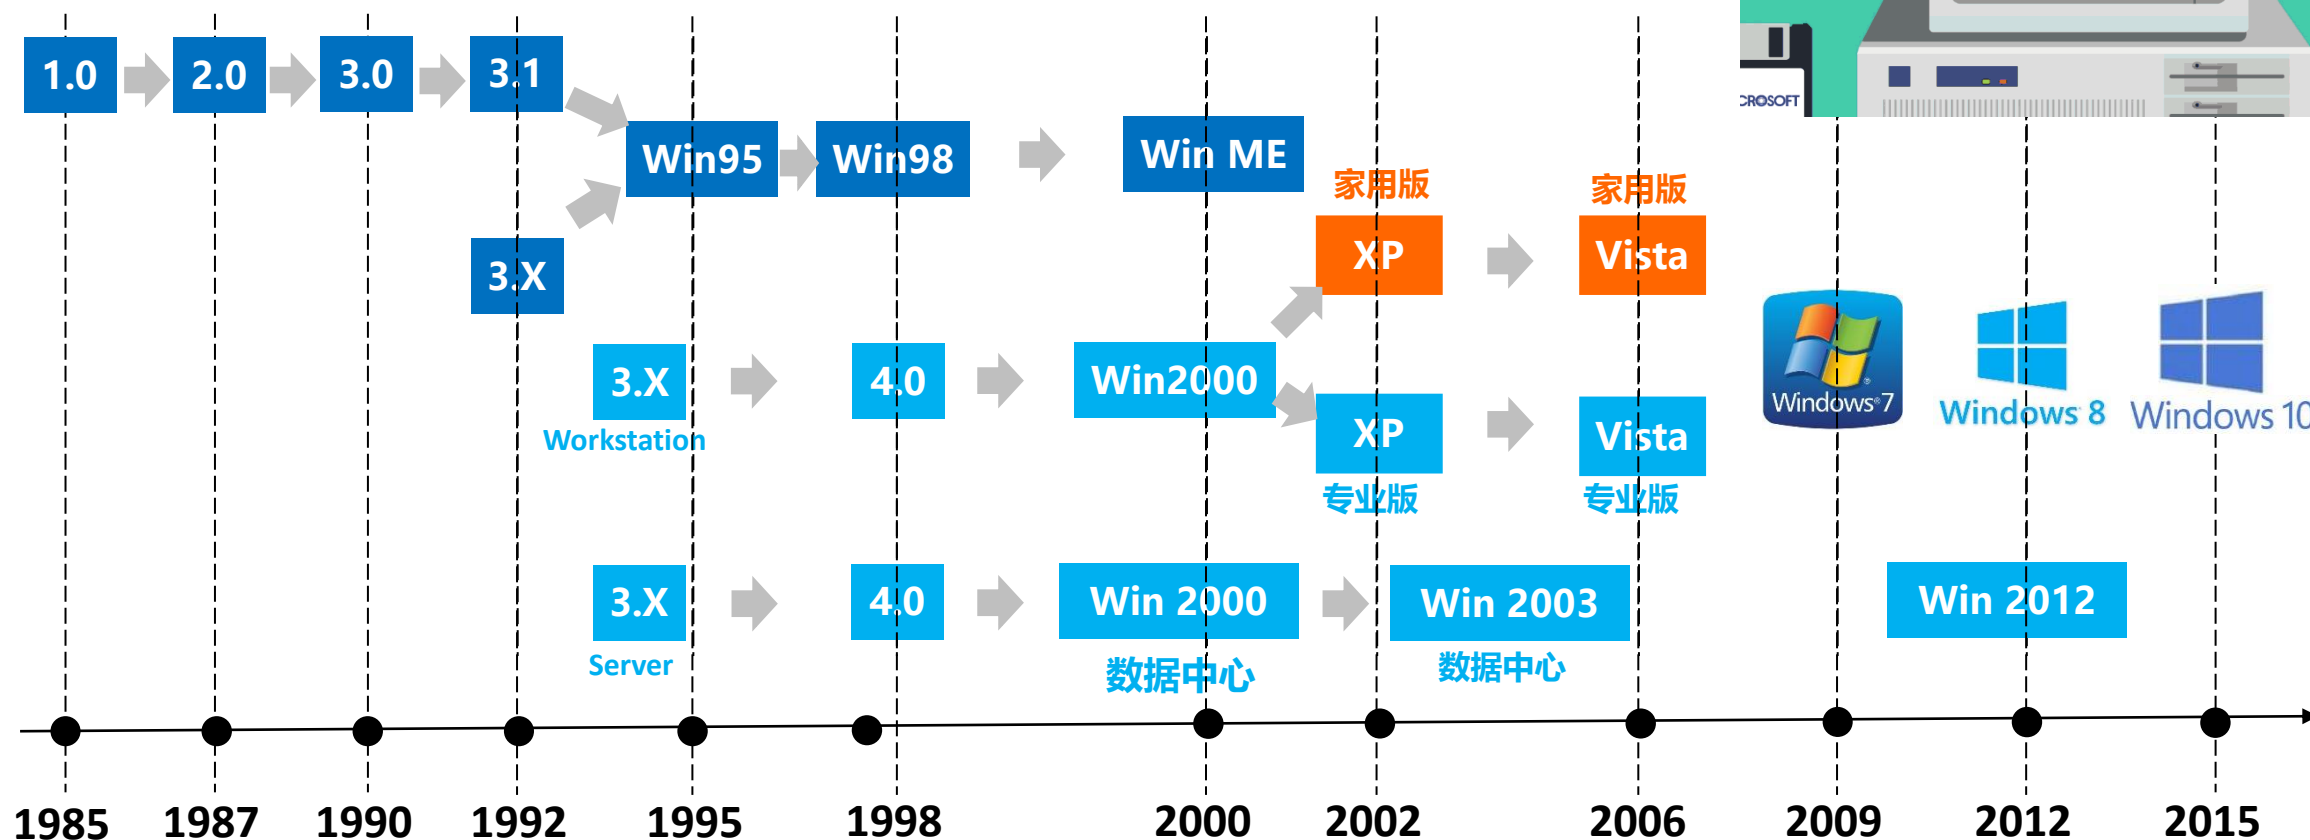 1.0
2.0
3.0
3.1
CROSOFT
Win95
Win98
Win ME
家用版
家用版
3.X
XP
Vista
3.X
4.0
Win2000
Windows®7
Windows 8
Windows 10
Workstation
XP
Vista
专业版
专业版
3.X
4.0
Win 2000
Win 2003
Win 2012
Server
数据中心
数据中心
1985
1987
1990
1992
1995
1998
2000
2002
2006
2009
2012
2015